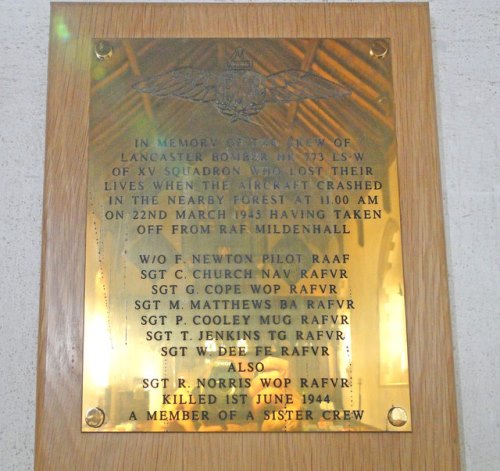 IN MEMORY OF THE CREW OF
LANCASTER BOMBER HK 773 LS-W
OF XV SQUADRON WHO LOST THEIR
LIVES WHEN THE AIRCRAFT CRASHED
IN THE NEARBY FOREST AT 11.00 AM
ON 22ND MARCH 1945 HAVING TAKEN
OFF FROM RAF MILDENHALL
W/O F. NEWTON PILOT RAAF
SGT C. CHURCH NAV RAFVR
SGT G. COPE WOP RAFVR
SGT M. MATTHEWS BA RAFVR
SGT P. COOLEY MUG RAFVR
SGT T. JENKINS TG RAFVR
SGT W. DEE FE RAFVR
ALSO
SGT R. NORRIS WOP RAFVR
KILLED 1ST JUNE 1944
A MEMBER OF A SISTER CREW